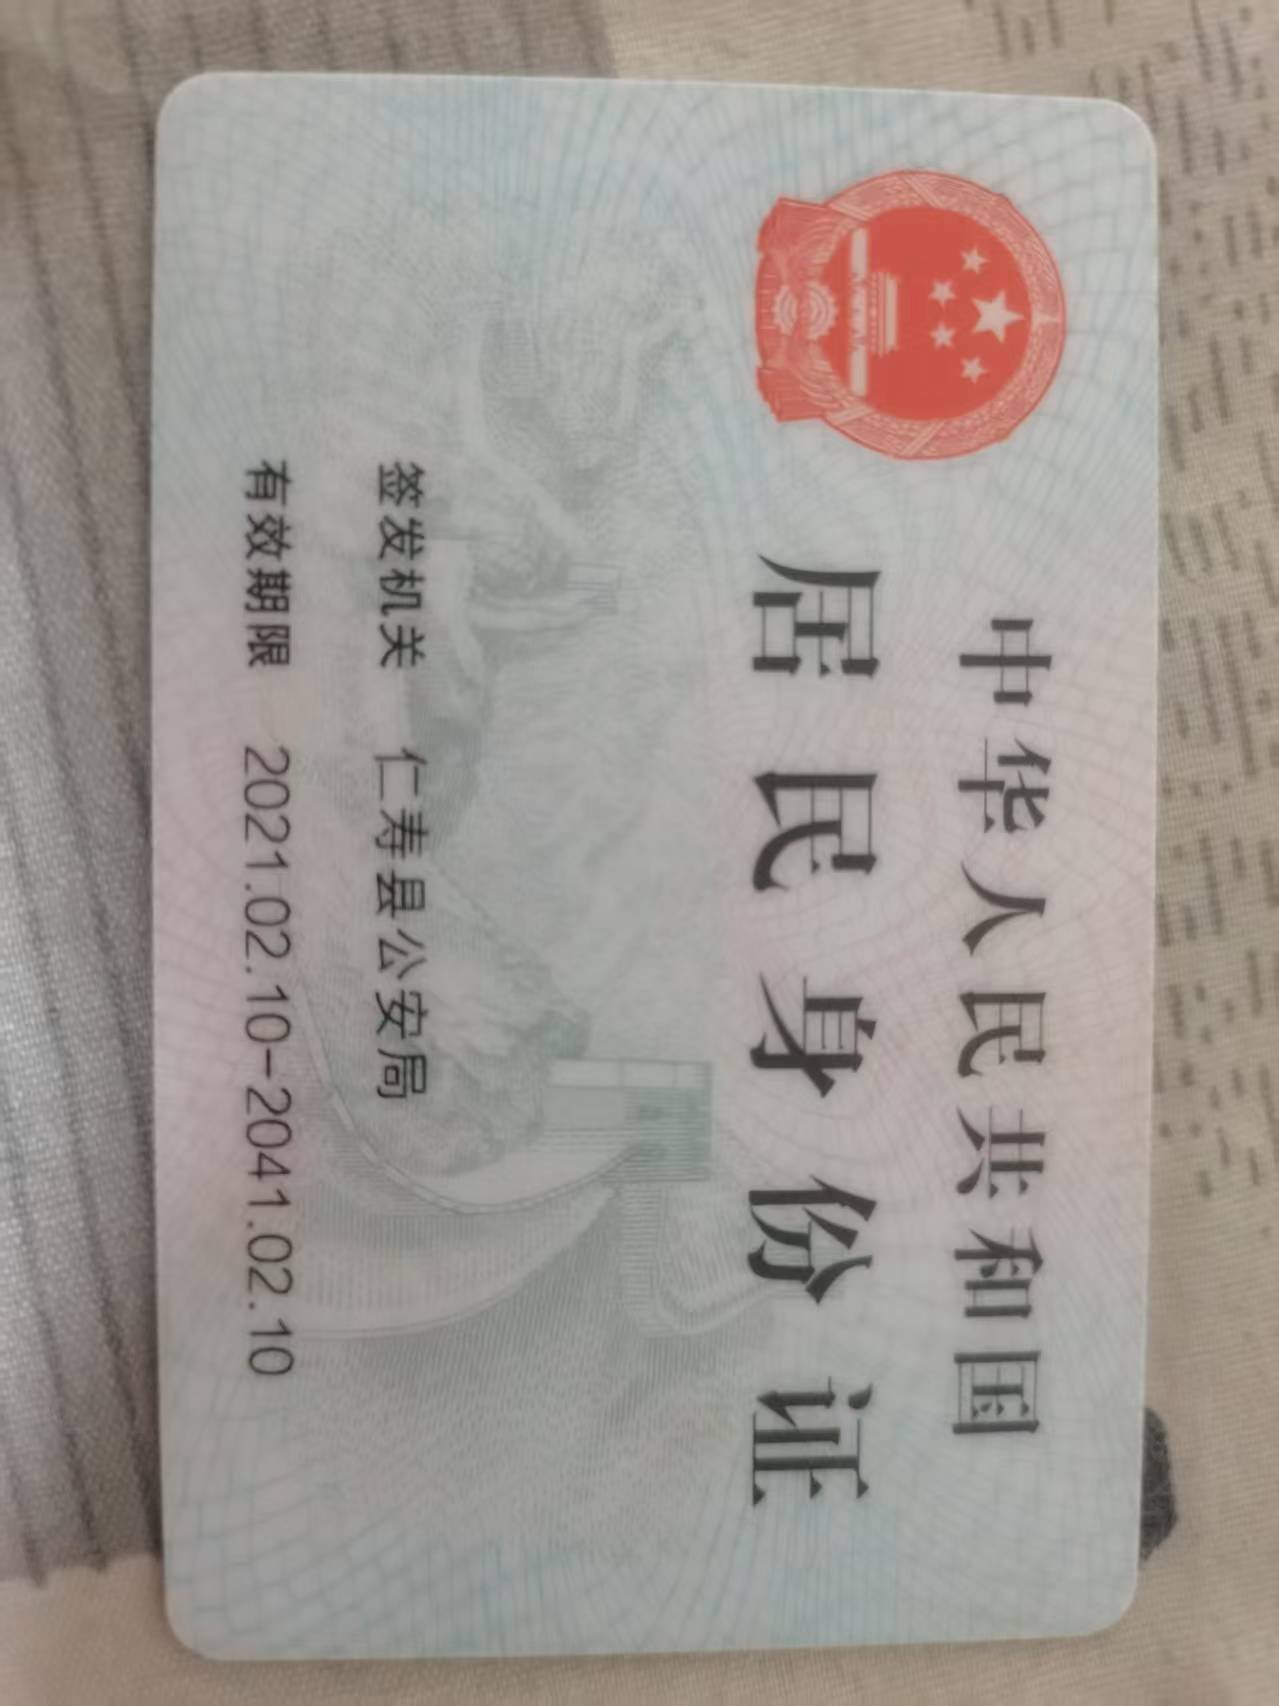 中华人民共和国
居民身份证
签发机关 仁寿县公安局
有效期限 2021.02.10-2041.02.10